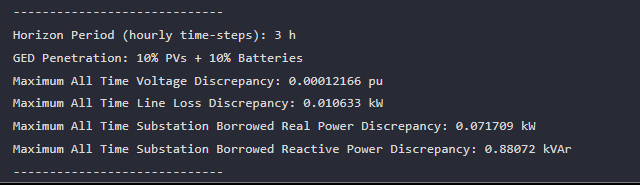 -----------------------------
Horizon Period (hourly time-steps): 3 h
GED Penetration: 10% PVs + 10% Batteries
Maximum All Time Voltage Discrepancy: 0.00012166 pu
Maximum All Time Line Loss Discrepancy: 0.010633 kW
Maximum All Time Substation Borrowed Real Power Discrepancy: 0.071709 kW
Maximum All Time Substation Borrowed Reactive Power Discrepancy: 0.88072 kVAr
-----------------------------